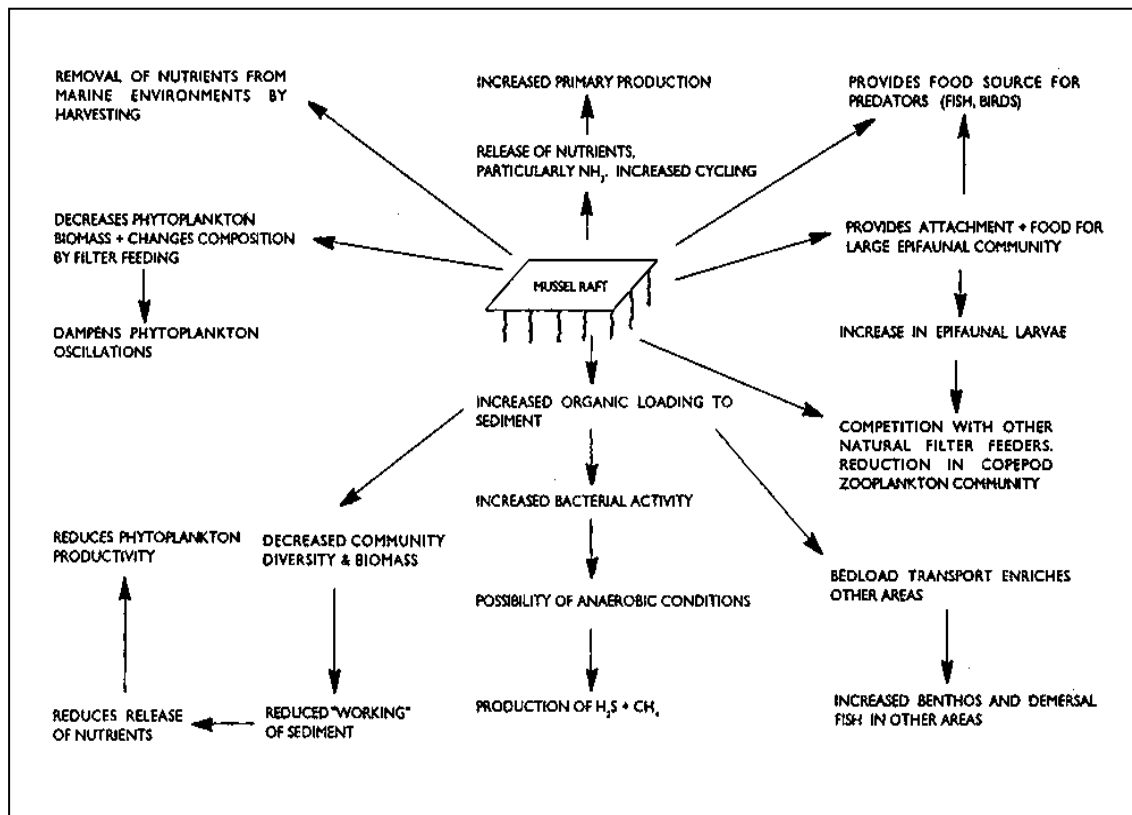 REMOVAL OF NUTRIENTS FROM
MARINE ENVIRONMENTS BY
HARVESTING
INCREASED PRIMARY PRODUCTION
PROVIDES FOOD SOURCE FOR
PREDATORS (FISH, BIRDS)
RELEASE OF NUTRIENTS,
PARTICULARLY NH₃. INCREASED CYCLING
DECREASES PHYTOPLANKTON
BIOMASS + CHANGES COMPOSITION
BY FILTER FEEDING
PROVIDES ATTACHMENT + FOOD FOR
LARGE EPIFAUNAL COMMUNITY
MUSSEL RAFT
DAMPENS PHYTOPLANKTON
OSCILLATIONS
INCREASE IN EPIFAUNAL LARVAE
INCREASED ORGANIC LOADING TO
SEDIMENT
COMPETITION WITH OTHER
NATURAL FILTER FEEDERS.
REDUCTION IN COPEPOD
ZOOPLANKTON COMMUNITY
INCREASED BACTERIAL ACTIVITY
REDUCES PHYTOPLANKTON
PRODUCTIVITY
DECREASED COMMUNITY
DIVERSITY & BIOMASS
BEDLOAD TRANSPORT ENRICHES
OTHER AREAS
POSSIBILITY OF ANAEROBIC CONDITIONS
REDUCES RELEASE
OF NUTRIENTS
REDUCED "WORKING"
OF SEDIMENT
PRODUCTION OF H₂S + CH₄
INCREASED BENTHOS AND DEMERSAL
FISH IN OTHER AREAS